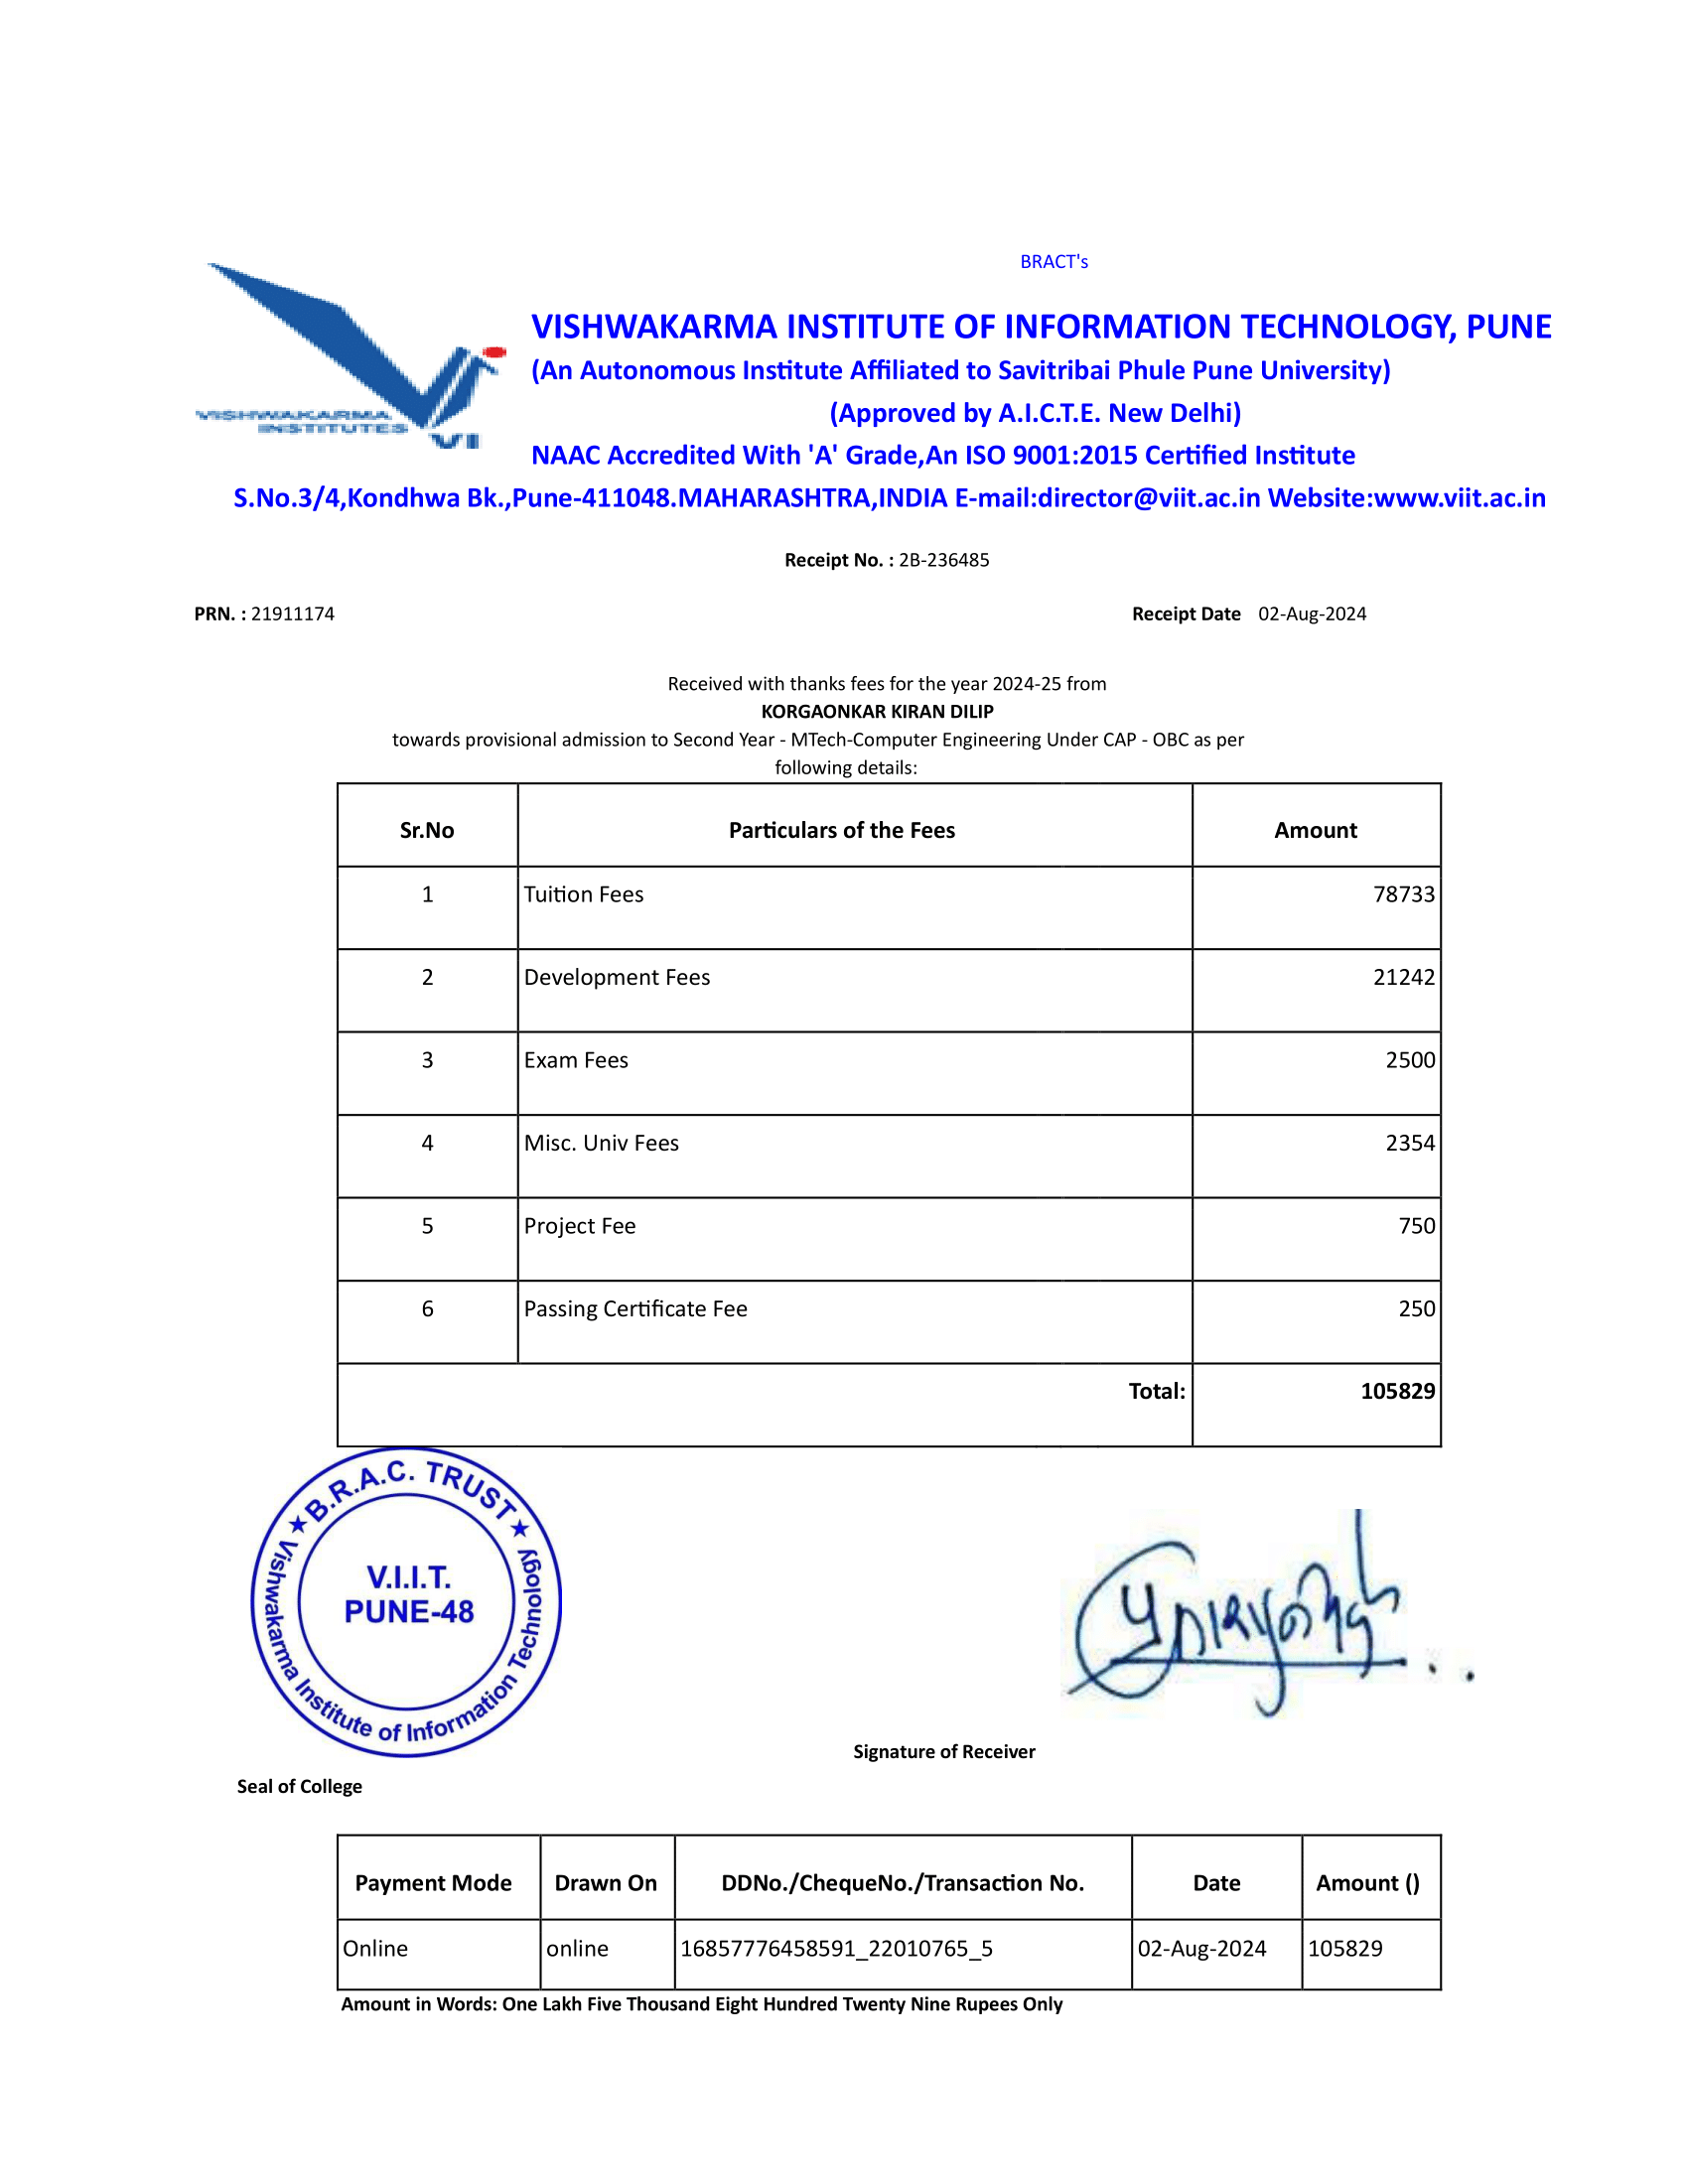 BRACT's
VISHWAKARMA INSTITUTE OF INFORMATION TECHNOLOGY, PUNE
(An Autonomous Institute Affiliated to Savitribai Phule Pune University)
(Approved by A.I.C.T.E. New Delhi)
NAAC Accredited With 'A' Grade,An ISO 9001:2015 Certified Institute
S.No.3/4,Kondhwa Bk.,Pune-411048.MAHARASHTRA,INDIA E-mail:director@viit.ac.in Website:www.viit.ac.in
VISHWAKARMA
INSTITUTES
VI
Receipt No. : 2B-236485
PRN. : 21911174 Receipt Date 02-Aug-2024
Received with thanks fees for the year 2024-25 from
KORGAONKAR KIRAN DILIP
towards provisional admission to Second Year - MTech-Computer Engineering Under CAP - OBC as per
following details:
Sr.No Particulars of the Fees Amount
1 Tuition Fees 78733
2 Development Fees 21242
3 Exam Fees 2500
4 Misc. Univ Fees 2354
5 Project Fee 750
6 Passing Certificate Fee 250
Total: 105829
★ B.R.A.C. TRUST ★
Vishwakarma Institute of Information Technology
V.I.I.T.
PUNE-48
Signature of Receiver
Seal of College
Payment Mode Drawn On DDNo./ChequeNo./Transaction No. Date Amount ()
Online online 16857776458591_22010765_5 02-Aug-2024 105829
Amount in Words: One Lakh Five Thousand Eight Hundred Twenty Nine Rupees Only